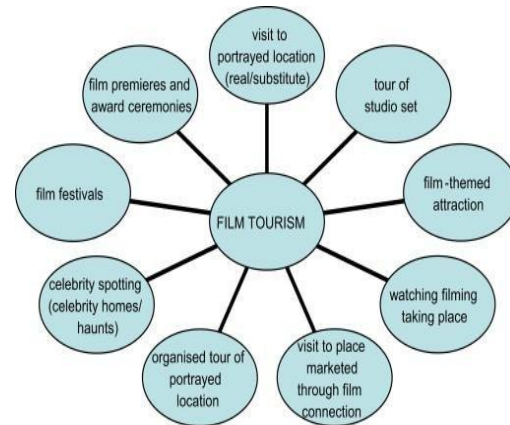 visit to
portrayed location
(real/substitute)
tour of
studio set
film-themed
attraction
watching filming
taking place
visit to place
marketed
through film
connection
organised tour of
portrayed
location
celebrity spotting
(celebrity homes/
haunts)
film festivals
film premieres and
award ceremonies
FILM TOURISM